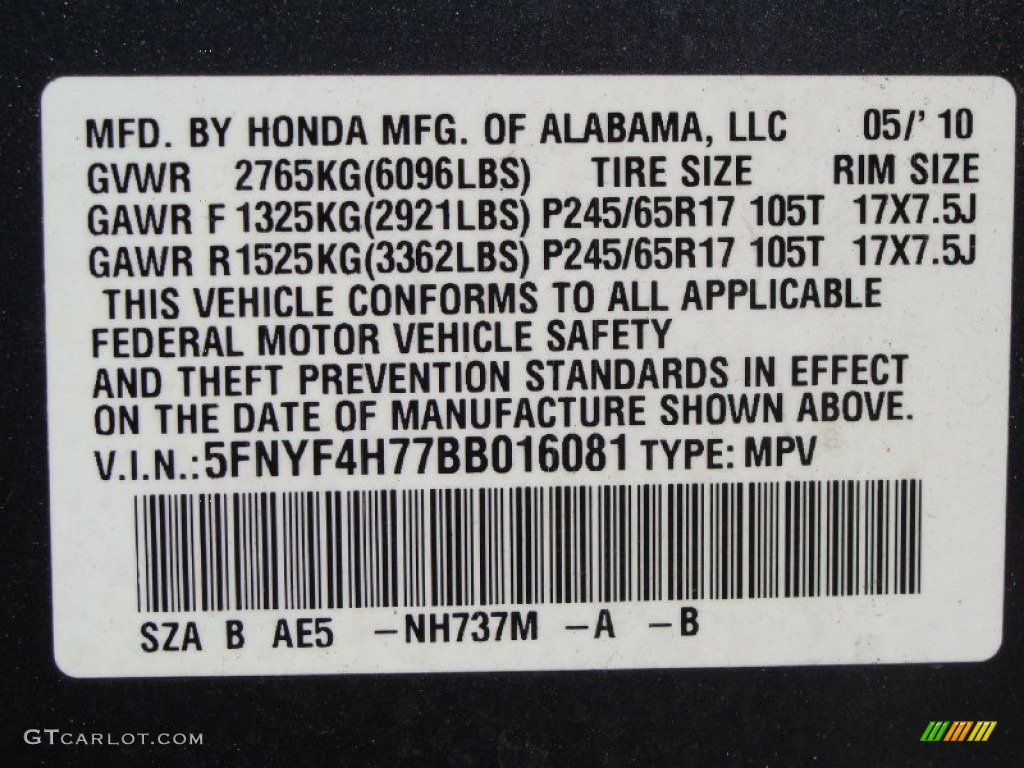 MFD. BY HONDA MFG. OF ALABAMA, LLC 05/' 10
GVWR 2765KG(6096LBS) TIRE SIZE RIM SIZE
GAWR F 1325KG(2921LBS) P245/65R17 105T 17X7.5J
GAWR R1525KG(3362LBS) P245/65R17 105T 17X7.5J
THIS VEHICLE CONFORMS TO ALL APPLICABLE
FEDERAL MOTOR VEHICLE SAFETY
AND THEFT PREVENTION STANDARDS IN EFFECT
ON THE DATE OF MANUFACTURE SHOWN ABOVE.
V.I.N.:5FNYF4H77BB016081 TYPE: MPV
SZA B AE5 -NH737M -A -B
GTCARLOT.COM